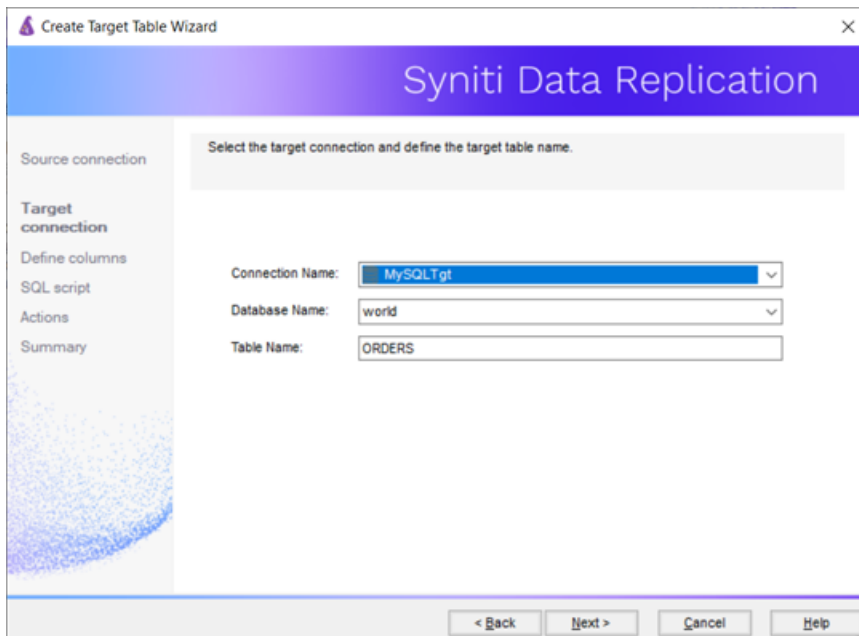 Create Target Table Wizard
Syniti Data Replication
Source connection
Target
connection
Define columns
SQL script
Actions
Summary
Select the target connection and define the target table name.
Connection Name: MySQLTgt
Database Name: world
Table Name: ORDERS
< Back Next > Cancel Help